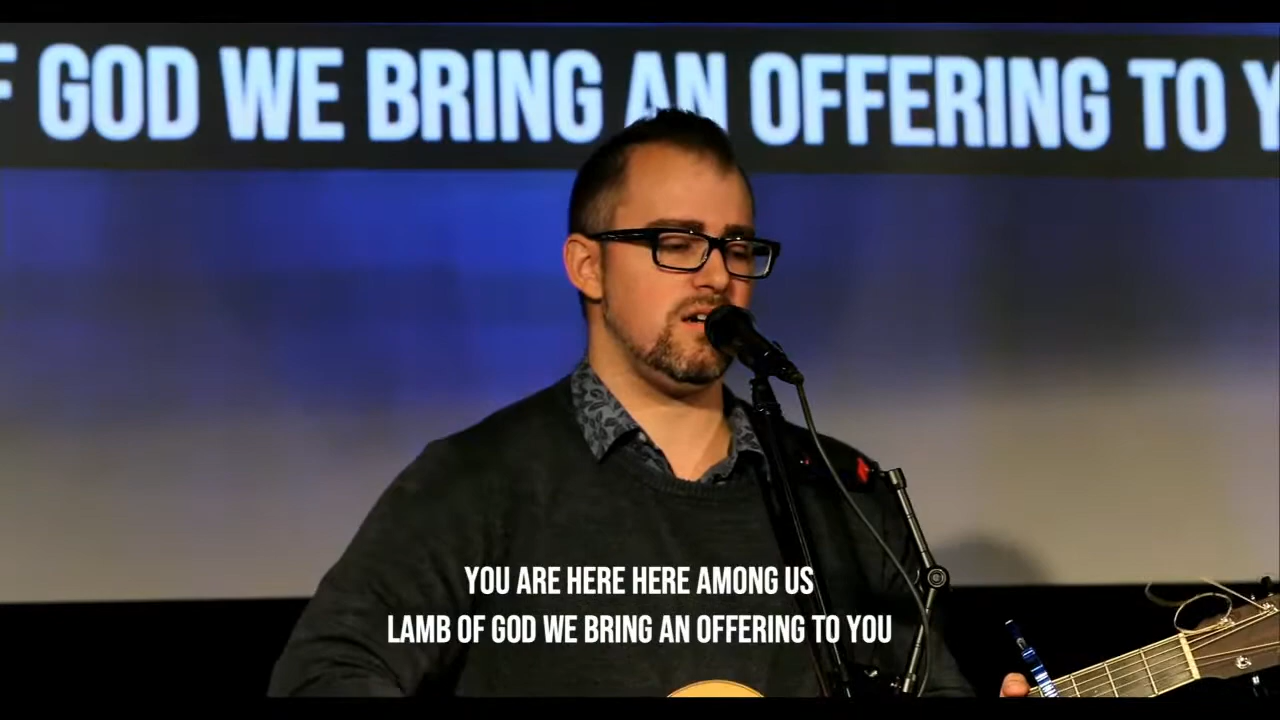 F GOD WE BRING AN OFFERING TO Y
YOU ARE HERE HERE AMONG US
LAMB OF GOD WE BRING AN OFFERING TO YOU